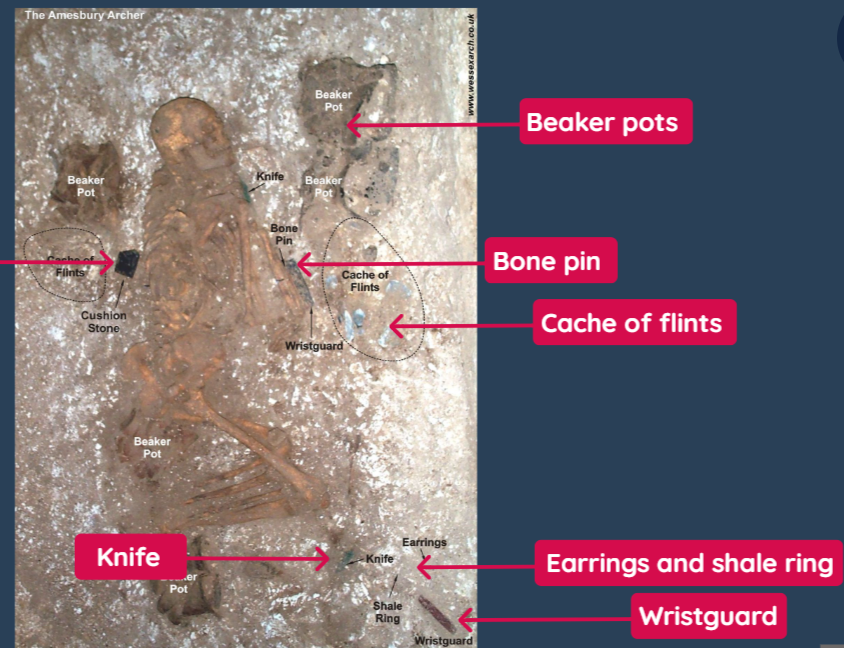 The Amesbury Archer
www.wessexarch.co.uk
Beaker
Pot
Beaker pots
Beaker
Pot
Knife
Beaker
Pot
Bone
Pin
Bone pin
Cache of
Flints
Cache of
Flints
Cushion
Stone
Cache of flints
Wristguard
Beaker
Pot
Earrings
Knife
Knife
Earrings and shale ring
Pot
Shale
Ring
Wristguard
Wristguard